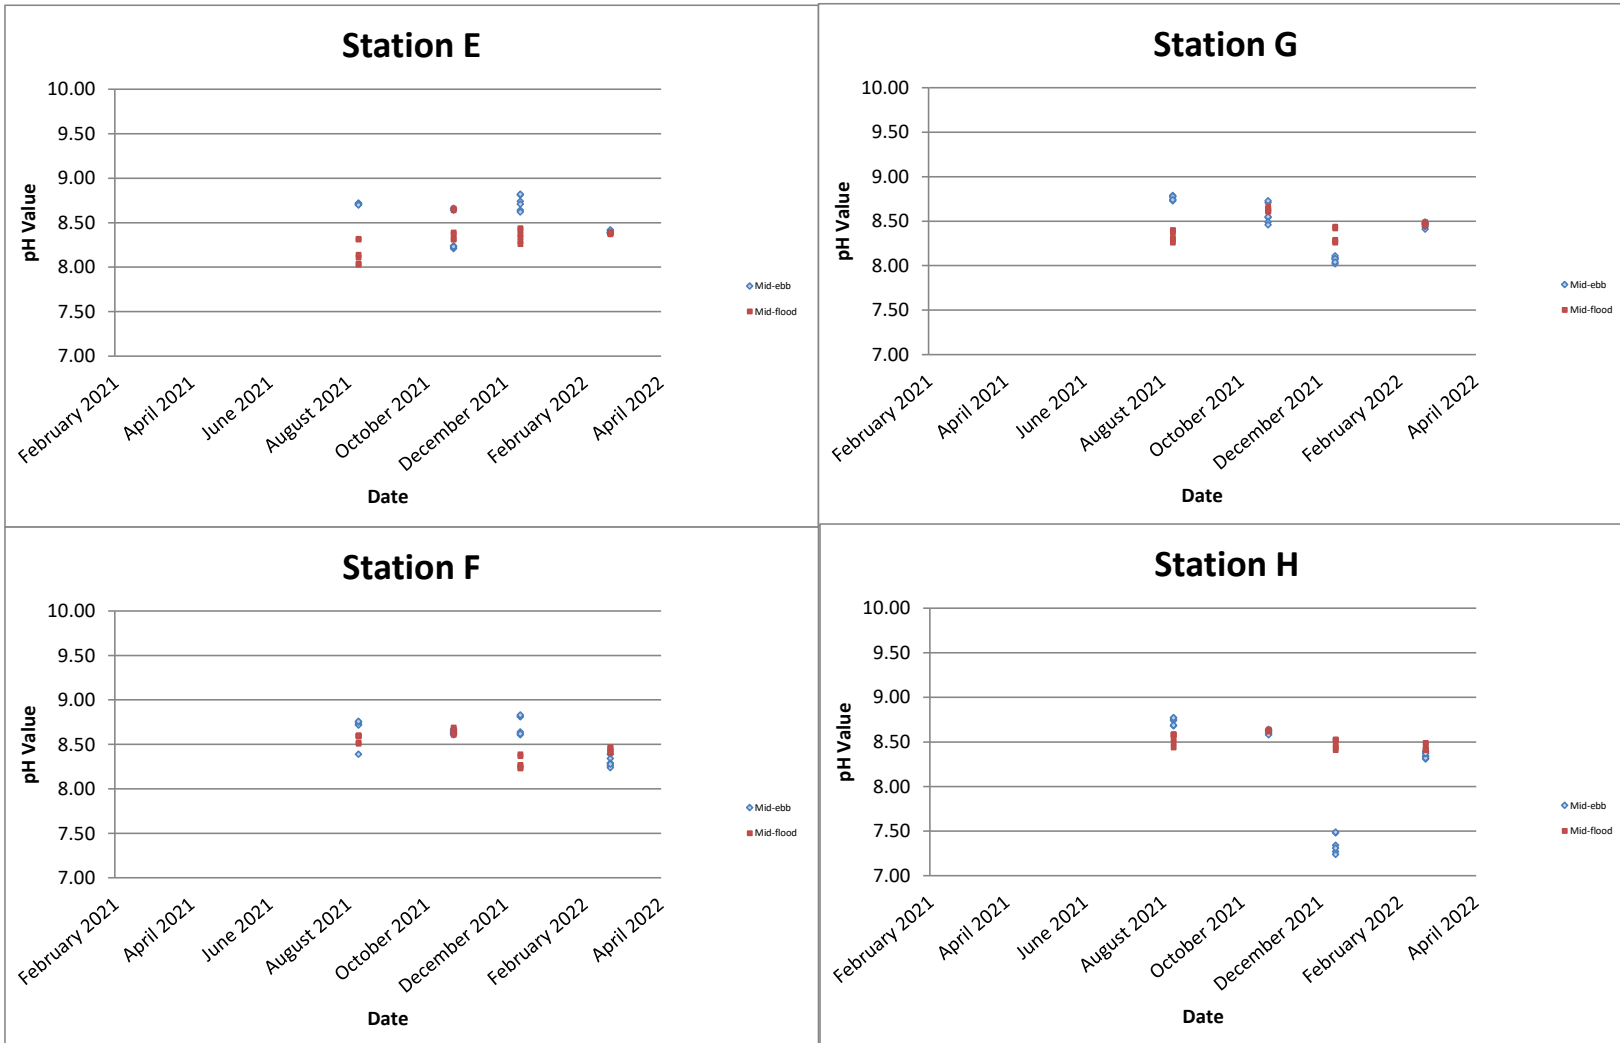 Station E
10.00
9.50
9.00
8.50
8.00
7.50
7.00
pH Value
February 2021
April 2021
June 2021
August 2021
October 2021
December 2021
February 2022
April 2022
Date
Mid-ebb
Mid-flood
Station G
10.00
9.50
9.00
8.50
8.00
7.50
7.00
pH Value
February 2021
April 2021
June 2021
August 2021
October 2021
December 2021
February 2022
April 2022
Date
Mid-ebb
Mid-flood
Station F
10.00
9.50
9.00
8.50
8.00
7.50
7.00
pH Value
February 2021
April 2021
June 2021
August 2021
October 2021
December 2021
February 2022
April 2022
Date
Mid-ebb
Mid-flood
Station H
10.00
9.50
9.00
8.50
8.00
7.50
7.00
pH Value
February 2021
April 2021
June 2021
August 2021
October 2021
December 2021
February 2022
April 2022
Date
Mid-ebb
Mid-flood